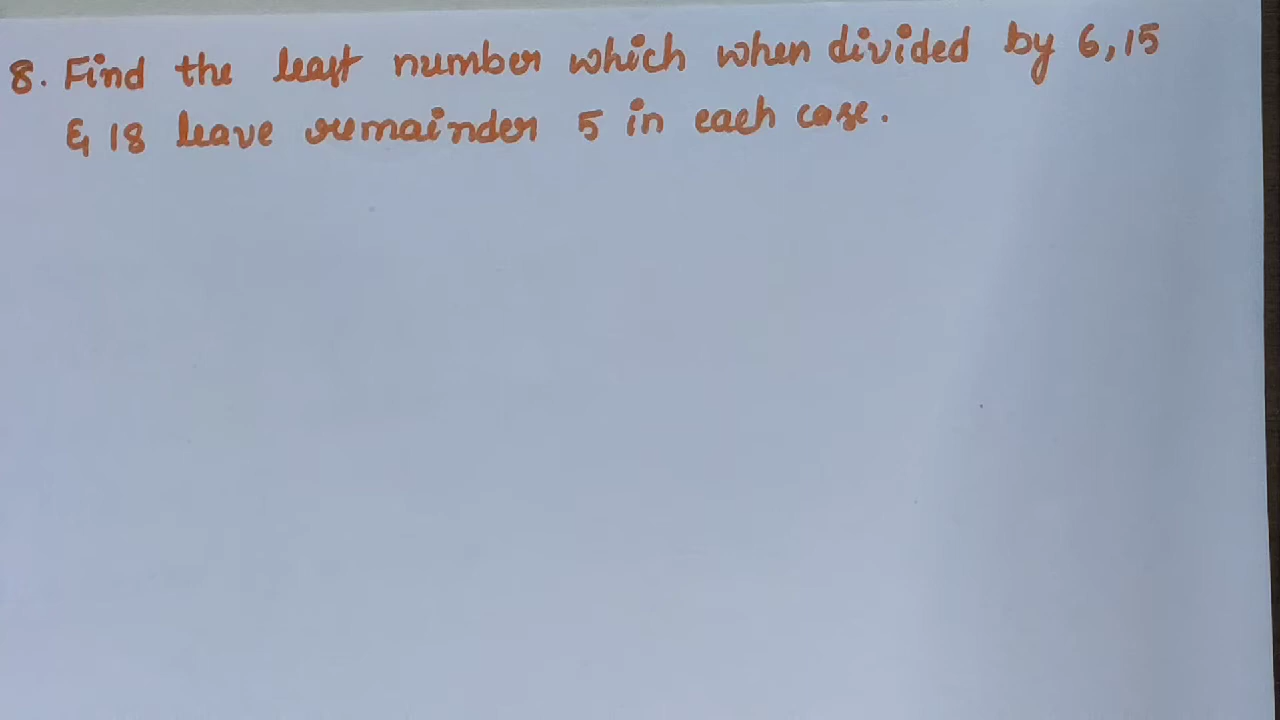 8. Find the least number which when divided by 6, 15
& 18 leave remainder 5 in each case.